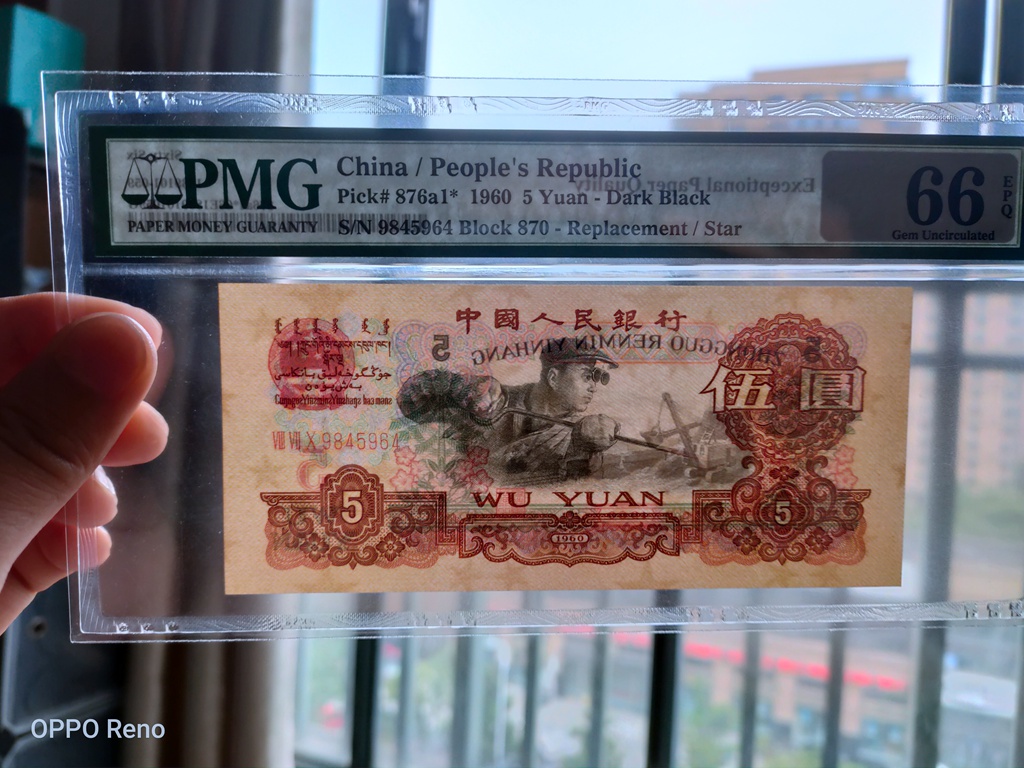 PMG
PAPER MONEY GUARANTY
China / People's Republic
Pick# 876a1* 1960 5 Yuan - Dark Black
S/N 9845964 Block 870 - Replacement / Star
Exceptional Paper Quality
66
EPQ
Gem Uncirculated
中國人民銀行
ZHONGGUO RENMIN YINHANG
5
伍圓
VIII VII X 9845964
WU YUAN
5
1960
5
OPPO Reno